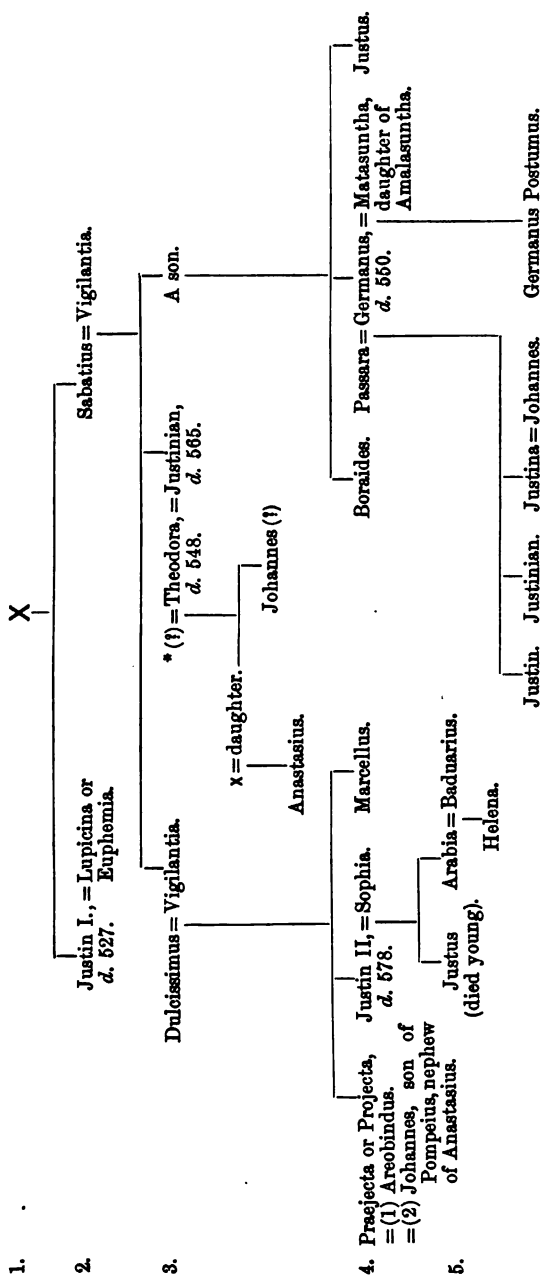 1.
X
2.
Justin I., = Lupicina or
d. 527. Euphemia.
Sabatius = Vigilantia.
3.
Dulcissimus = Vigilantia.
* (?) = Theodora, = Justinian,
d. 548. d. 565.
A son.
X = daughter.
Johannes (?)
Anastasius.
4.
Praejecta or Projecta,
= (1) Areobindus.
= (2) Johannes, son of
Pompeius, nephew
of Anastasius.
Justin II, = Sophia.
d. 578.
Marcellus.
Boraides.
Passara = Germanus, = Matasuntha,
d. 550. daughter of
Amalasuntha.
Justus.
5.
Justus
(died young).
Arabia = Baduarius.
Helena.
Justin.
Justinian.
Justina = Johannes.
Germanus Postumus.